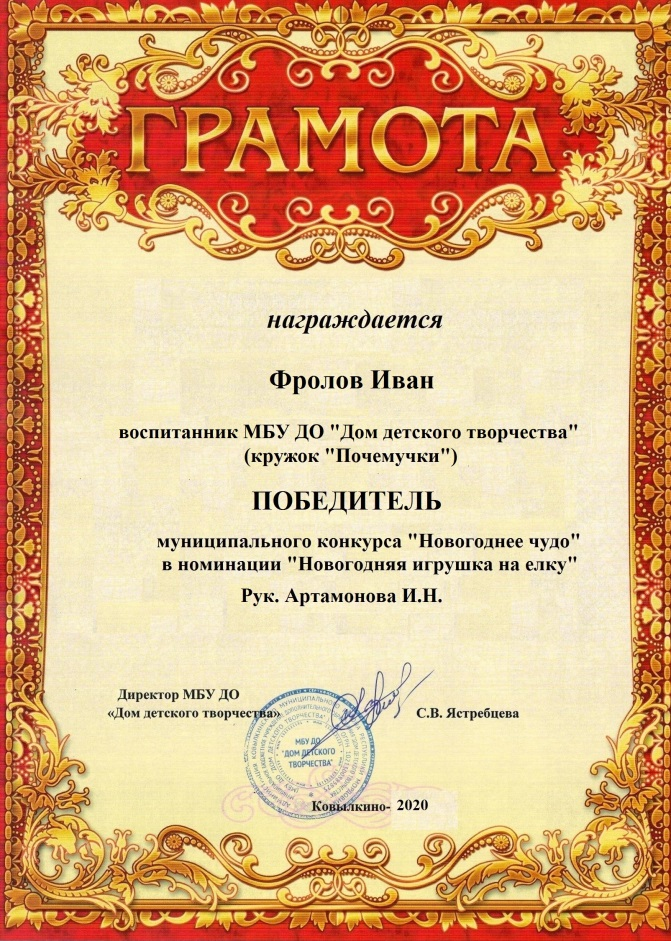 ГРАМОТА
награждается
Фролов Иван
воспитанник МБУ ДО "Дом детского творчества"
(кружок "Почемучки")
ПОБЕДИТЕЛЬ
муниципального конкурса "Новогоднее чудо"
в номинации "Новогодняя игрушка на елку"
Рук. Артамонова И.Н.
Директор МБУ ДО
«Дом детского творчества»
С.В. Ястребцева
МБУ ДО
"ДОМ ДЕТСКОГО
ТВОРЧЕСТВА"
Ковылкино- 2020